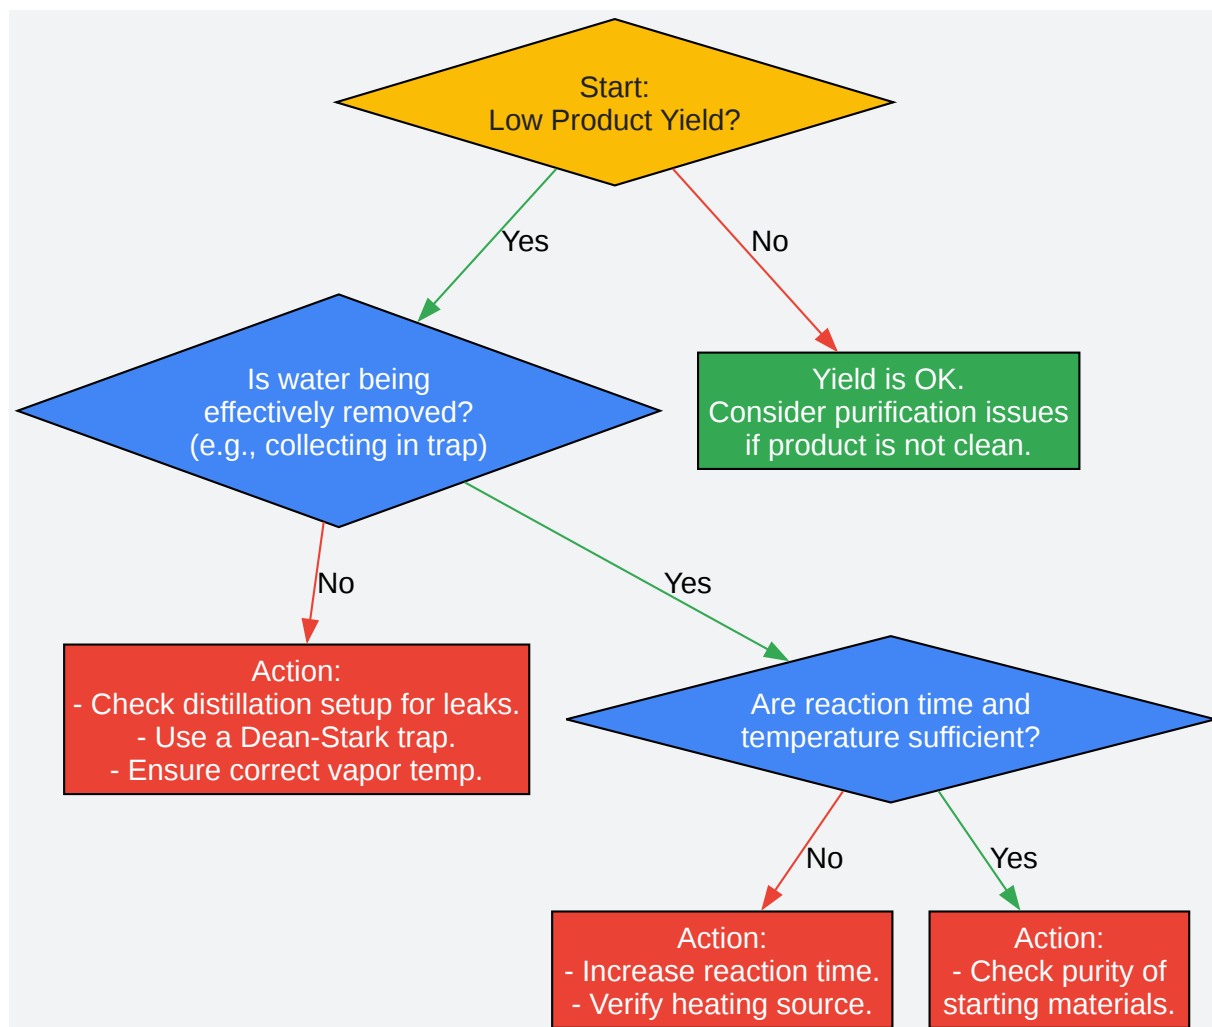 Start:
Low Product Yield?
Yes
No
Is water being
effectively removed?
(e.g., collecting in trap)
Yield is OK.
Consider purification issues
if product is not clean.
No
Yes
Action:
- Check distillation setup for leaks.
- Use a Dean-Stark trap.
- Ensure correct vapor temp.
Are reaction time and
temperature sufficient?
No
Yes
Action:
- Increase reaction time.
- Verify heating source.
Action:
- Check purity of
starting materials.